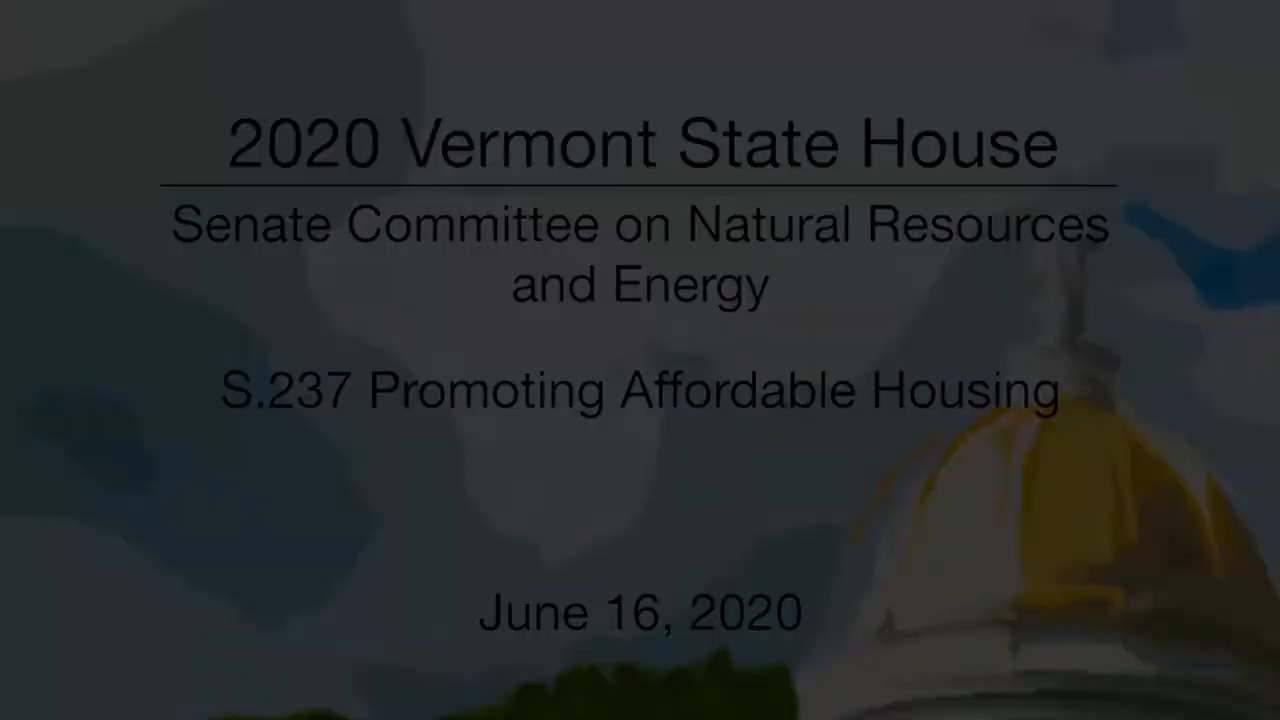 2020 Vermont State House
Senate Committee on Natural Resources
and Energy
S.237 Promoting Affordable Housing
June 16, 2020